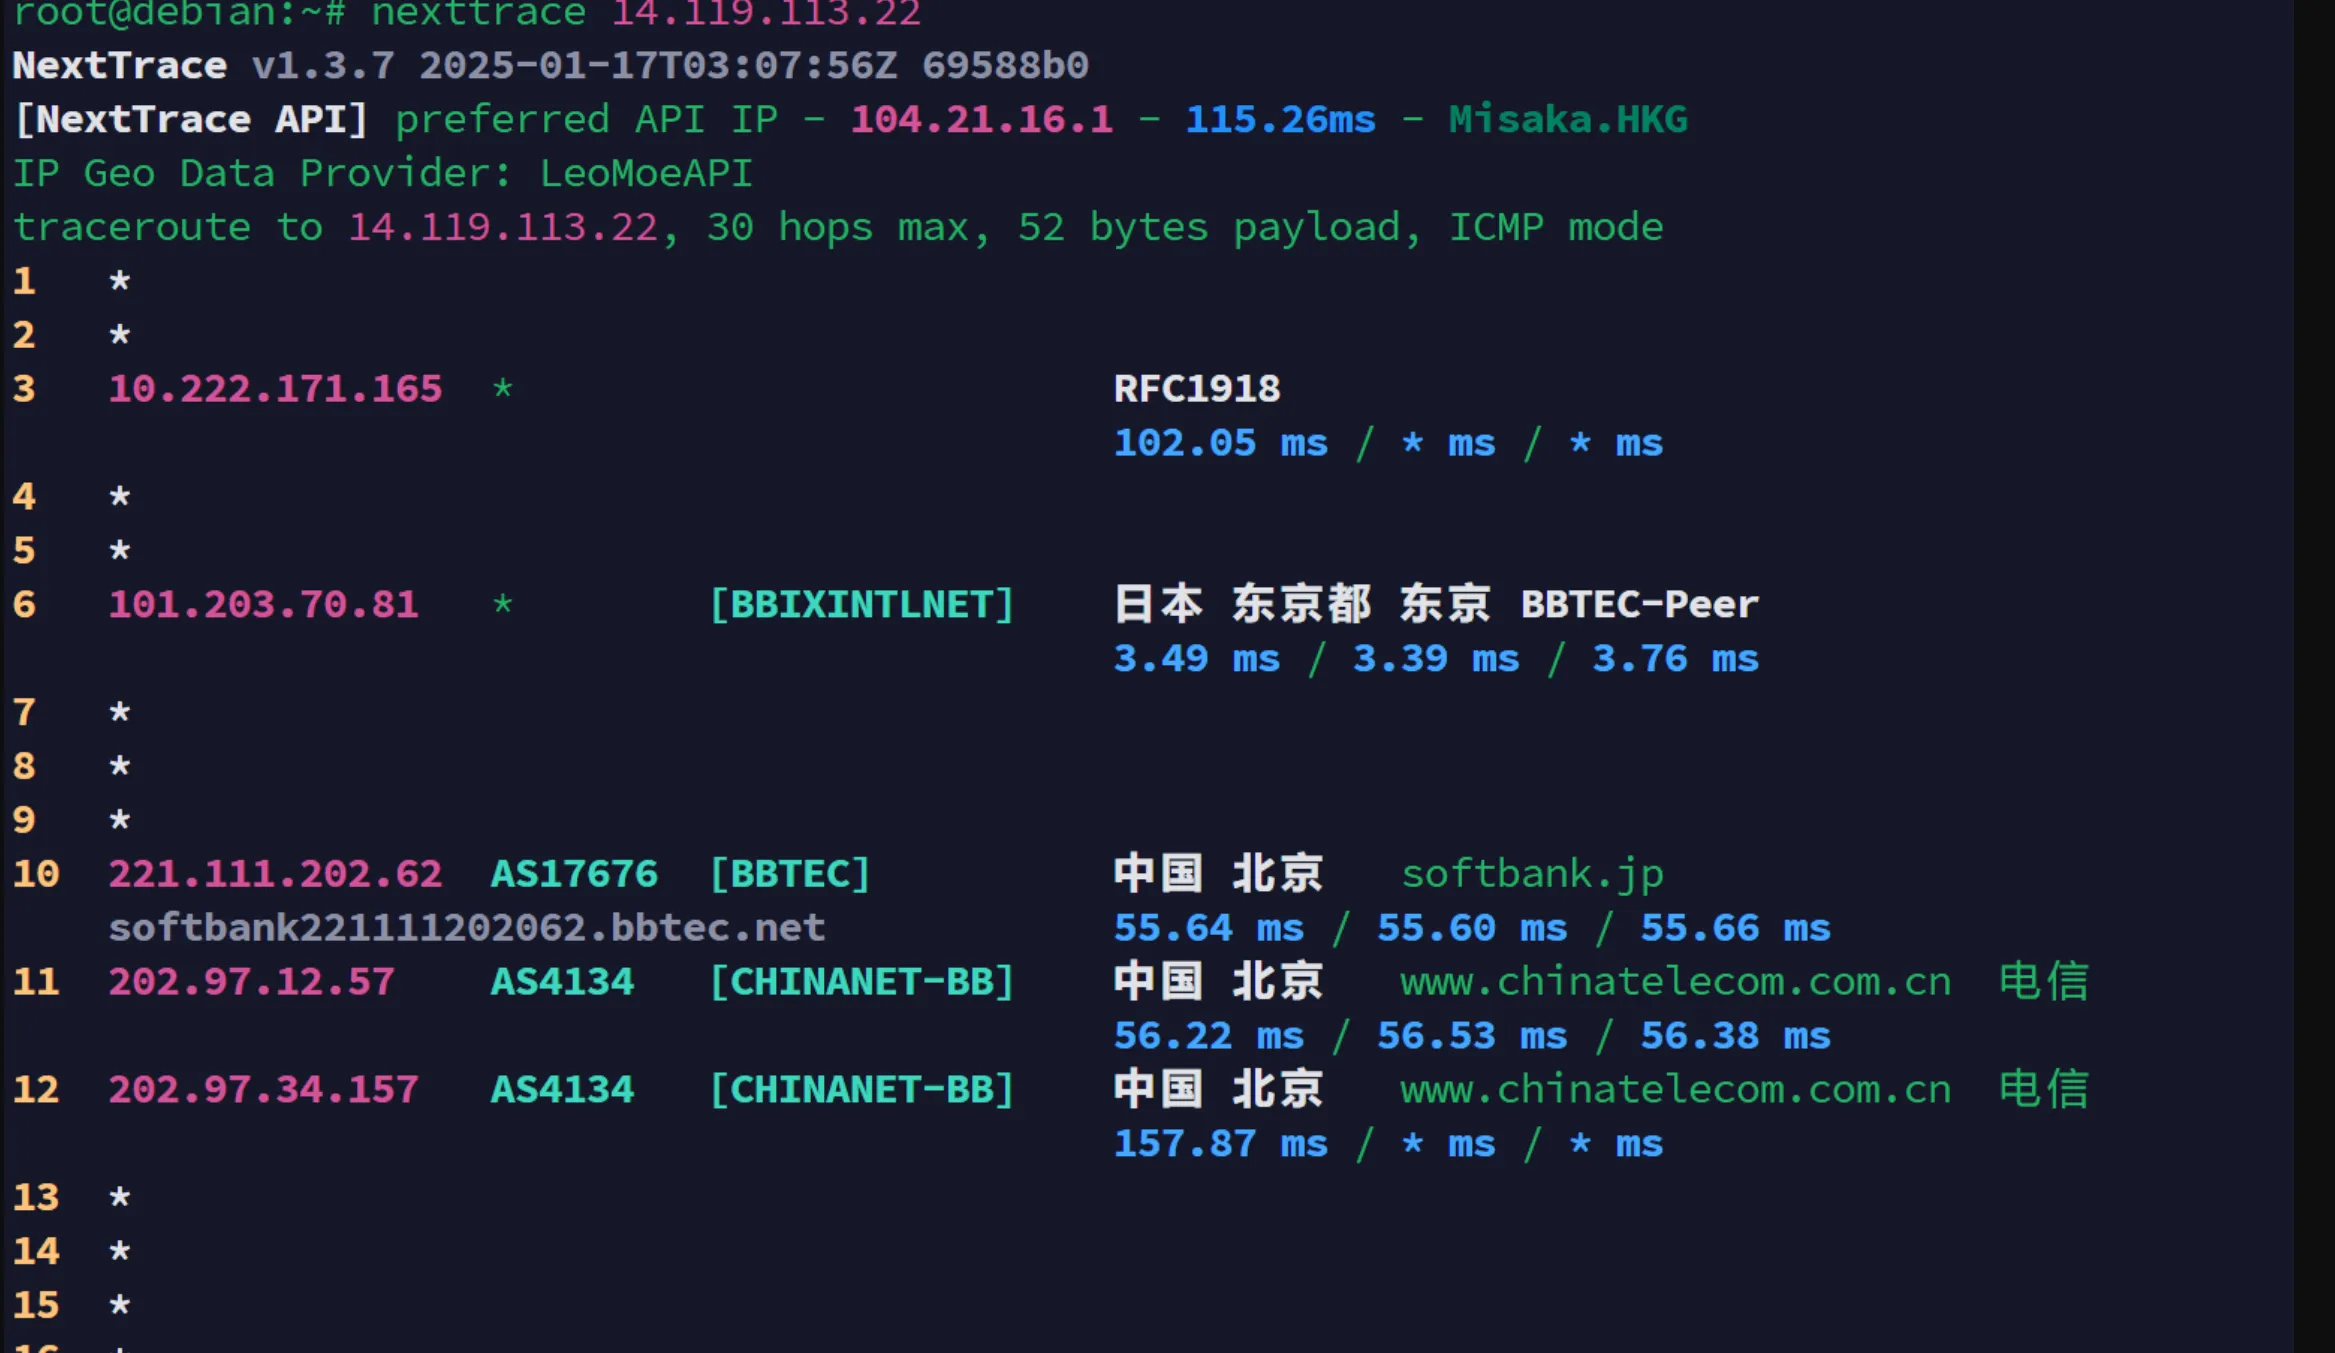 root@debian:~# nexttrace 14.119.113.22
NextTrace v1.3.7 2025-01-17T03:07:56Z 69588b0
[NextTrace API] preferred API IP - 104.21.16.1 - 115.26ms - Misaka.HKG
IP Geo Data Provider: LeoMoeAPI
traceroute to 14.119.113.22, 30 hops max, 52 bytes payload, ICMP mode
1 *
2 *
3 10.222.171.165 * RFC1918
102.05 ms / * ms / * ms
4 *
5 *
6 101.203.70.81 * [BBIXINTLNET] 日本 东京都 东京 BBTEC-Peer
3.49 ms / 3.39 ms / 3.76 ms
7 *
8 *
9 *
10 221.111.202.62 AS17676 [BBTEC] 中国 北京 softbank.jp
softbank221111202062.bbtec.net 55.64 ms / 55.60 ms / 55.66 ms
11 202.97.12.57 AS4134 [CHINANET-BB] 中国 北京 www.chinatelecom.com.cn 电信
56.22 ms / 56.53 ms / 56.38 ms
12 202.97.34.157 AS4134 [CHINANET-BB] 中国 北京 www.chinatelecom.com.cn 电信
157.87 ms / * ms / * ms
13 *
14 *
15 *
16 *